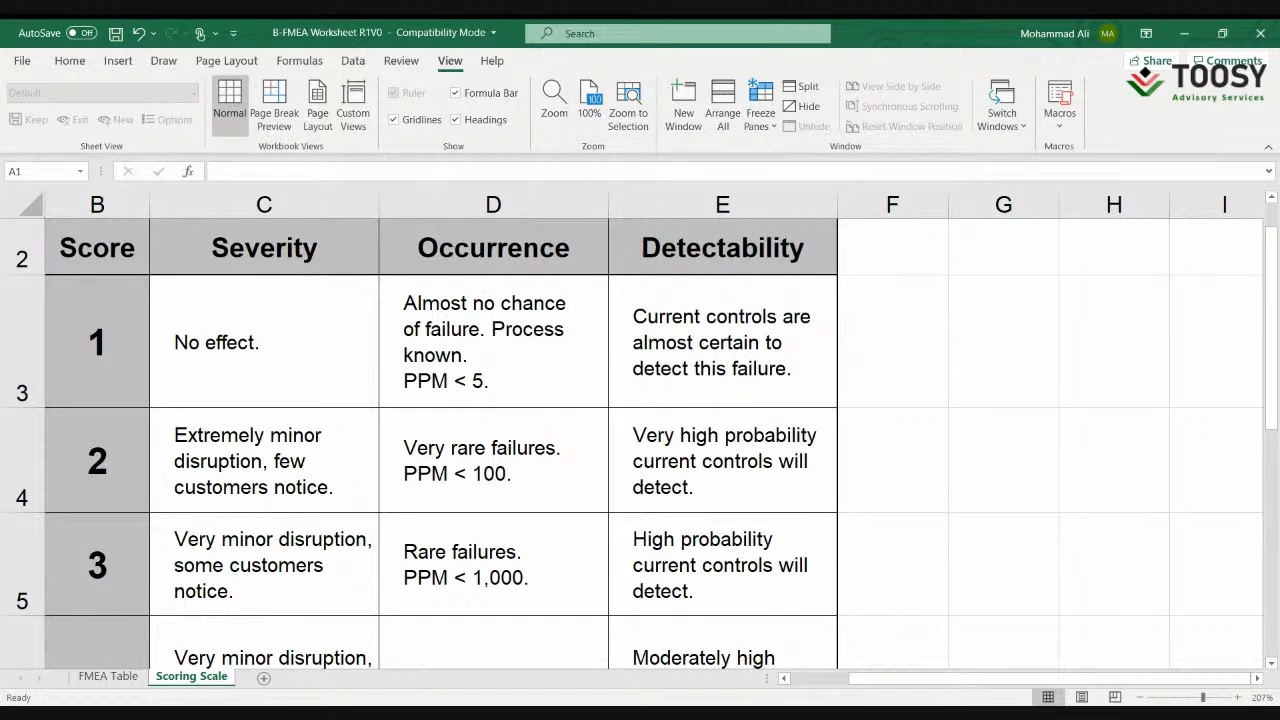 AutoSave Off B-FMEA Worksheet R1V0 - Compatibility Mode Search Mohammad Ali MA
File Home Insert Draw Page Layout Formulas Data Review View Help Share Comments
TOOSY
Advisory Services
Default
Keep Exit New Options
Sheet View
Normal
Page Break Preview
Page Layout
Custom Views
Workbook Views
Ruler Formula Bar
Gridlines Headings
Show
Zoom
100%
Zoom to Selection
Zoom
New Window
Arrange All
Freeze Panes
Split
Hide
Unhide
View Side by Side
Synchronous Scrolling
Reset Window Position
Switch Windows
Window
Macros
Macros
A1 fx
B C D E F G H I
2 Score Severity Occurrence Detectability
3
1
No effect.
Almost no chance
of failure. Process
known.
PPM < 5.
Current controls are
almost certain to
detect this failure.
4
2
Extremely minor
disruption, few
customers notice.
Very rare failures.
PPM < 100.
Very high probability
current controls will
detect.
5
3
Very minor disruption,
some customers
notice.
Rare failures.
PPM < 1,000.
High probability
current controls will
detect.
Very minor disruption,
Moderately high
FMEA Table Scoring Scale
Ready 207%